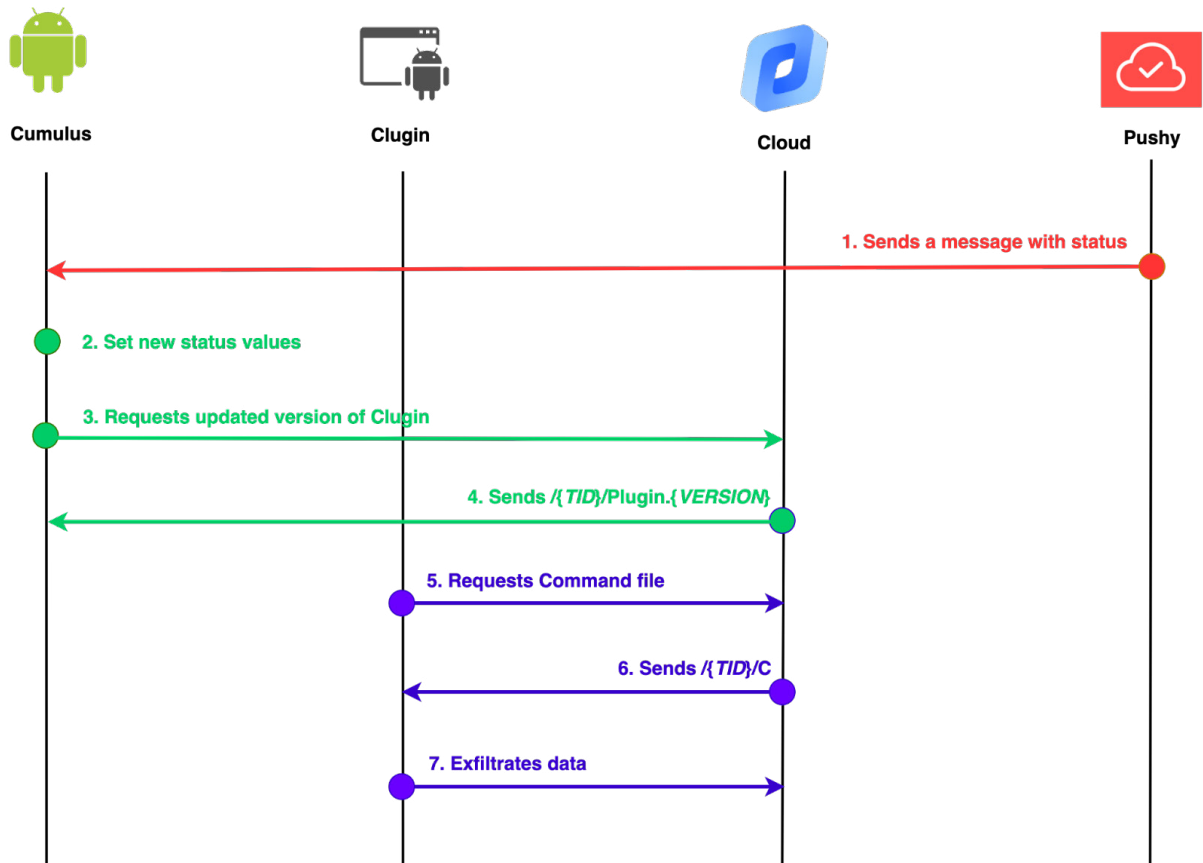 Cumulus
Clugin
Cloud
Pushy
1. Sends a message with status
2. Set new status values
3. Requests updated version of Clugin
4. Sends /{TID}/Plugin.{VERSION}
5. Requests Command file
6. Sends /{TID}/C
7. Exfiltrates data